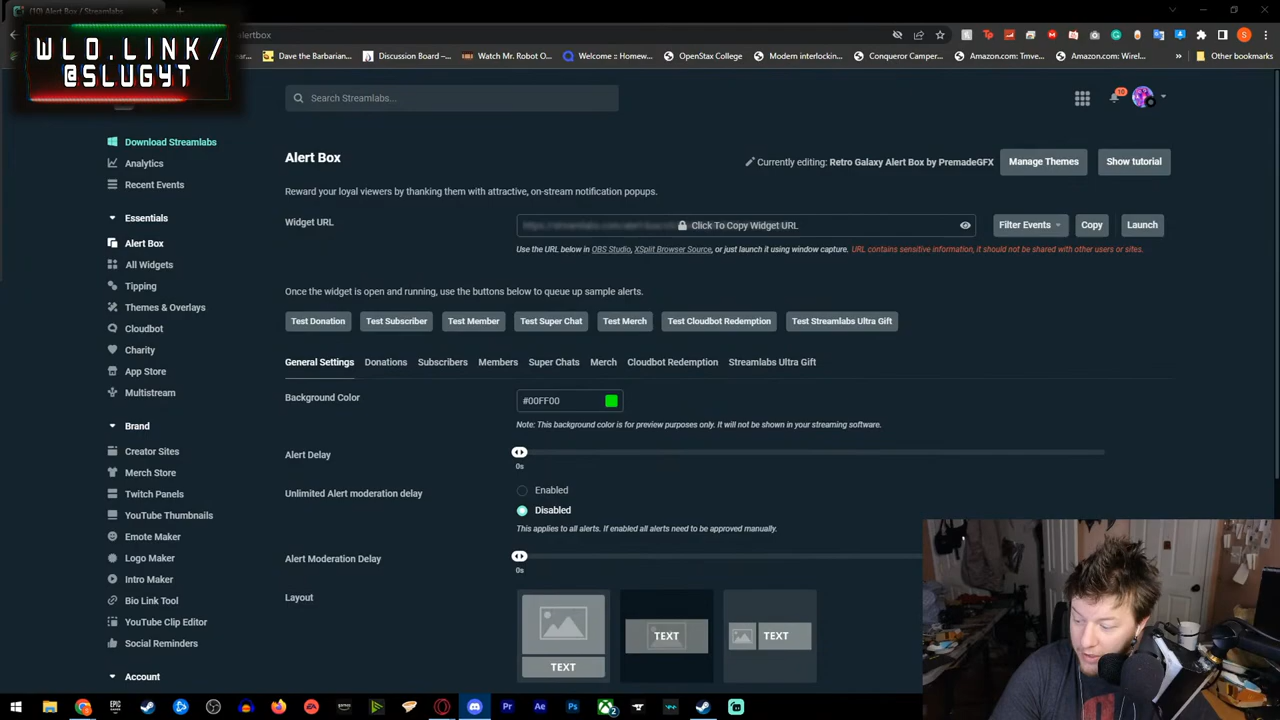 (10) Alert Box / Streamlabs
WLO.LINK/
@SLUGYT
alertbox
Dave the Barbarian...
Discussion Board –...
Watch Mr. Robot O...
Welcome :: Homew...
OpenStax College
Modern interlockin...
Conqueror Camper...
Amazon.com: Tmov...
Amazon.com: Wirel...
Other bookmarks
Search Streamlabs...
10
Download Streamlabs
Analytics
Recent Events
Essentials
Alert Box
All Widgets
Tipping
Themes & Overlays
Cloudbot
Charity
App Store
Multistream
Brand
Creator Sites
Merch Store
Twitch Panels
YouTube Thumbnails
Emote Maker
Logo Maker
Intro Maker
Bio Link Tool
YouTube Clip Editor
Social Reminders
Account
Alert Box
Currently editing: Retro Galaxy Alert Box by PremadeGFX
Manage Themes
Show tutorial
Reward your loyal viewers by thanking them with attractive, on-stream notification popups.
Widget URL
Click To Copy Widget URL
Filter Events
Copy
Launch
Use the URL below in OBS Studio, XSplit Browser Source, or just launch it using window capture. URL contains sensitive information, it should not be shared with other users or sites.
Once the widget is open and running, use the buttons below to queue up sample alerts.
Test Donation
Test Subscriber
Test Member
Test Super Chat
Test Merch
Test Cloudbot Redemption
Test Streamlabs Ultra Gift
General Settings
Donations
Subscribers
Members
Super Chats
Merch
Cloudbot Redemption
Streamlabs Ultra Gift
Background Color
#00FF00
Note: This background color is for preview purposes only. It will not be shown in your streaming software.
Alert Delay
0s
Unlimited Alert moderation delay
Enabled
Disabled
This applies to all alerts. If enabled all alerts need to be approved manually.
Alert Moderation Delay
0s
Layout
TEXT
TEXT
TEXT